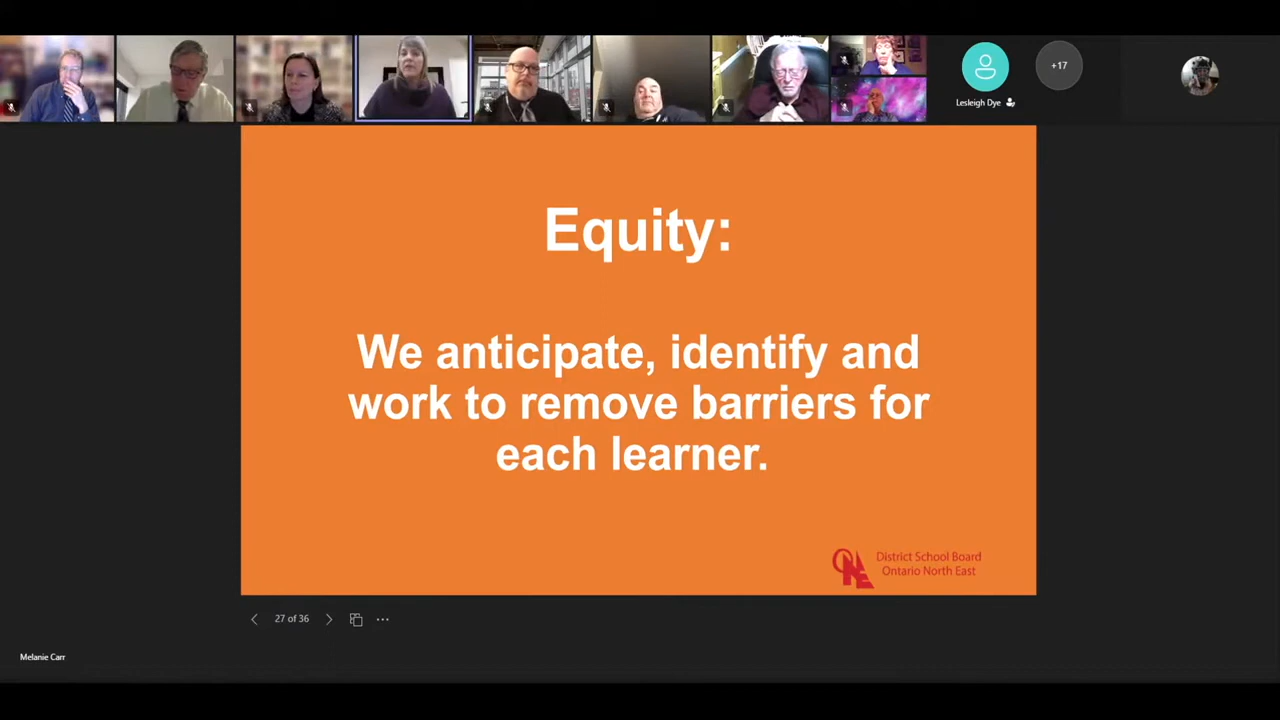 +17
Lesleigh Dye
Equity:
We anticipate, identify and
work to remove barriers for
each learner.
ONE
District School Board
Ontario North East
27 of 36
Melanie Carr